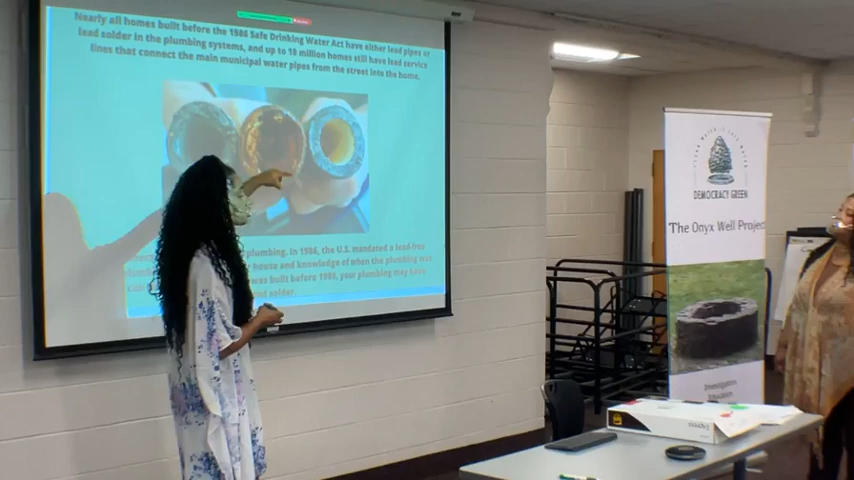 Nearly all homes built before the 1986 Safe Drinking Water Act have either lead pipes or
lead solder in the plumbing systems, and up to 10 million homes still have lead service
lines that connect the main municipal water pipes from the street into the home.
plumbing. In 1986, the U.S. mandated a lead-free
house and knowledge of when the plumbing was
was built before 1986, your plumbing may have
and solder.
DEMOCRACY GREEN
The Onyx Well Project
Investigation
Education